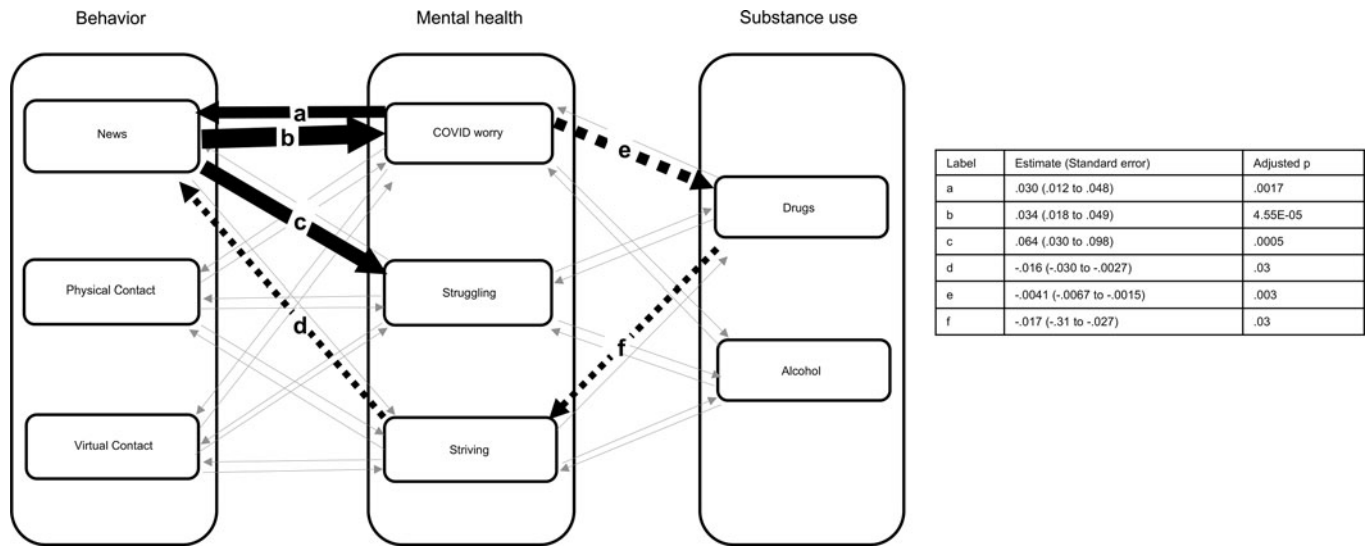 Behavior
Mental health
Substance use
News
COVID worry
Drugs
Physical Contact
Struggling
Alcohol
Virtual Contact
Striving
a
b
c
d
e
f
Label Estimate (Standard error) Adjusted p
a .030 (.012 to .048) .0017
b .034 (.018 to .049) 4.55E-05
c .064 (.030 to .098) .0005
d -.016 (-.030 to -.0027) .03
e -.0041 (-.0067 to -.0015) .003
f -.017 (-.31 to -.027) .03